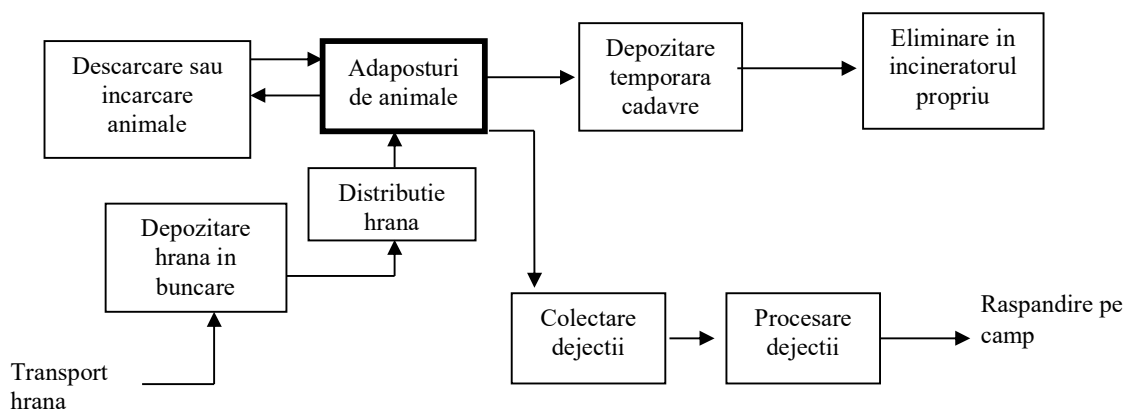 Descarcare sau
incarcare
animale
Adaposturi
de animale
Depozitare
temporara
cadavre
Eliminare in
incineratorul
propriu
Distributie
hrana
Depozitare
hrana in
buncare
Transport
hrana
Colectare
dejectii
Procesare
dejectii
Raspandire pe
camp